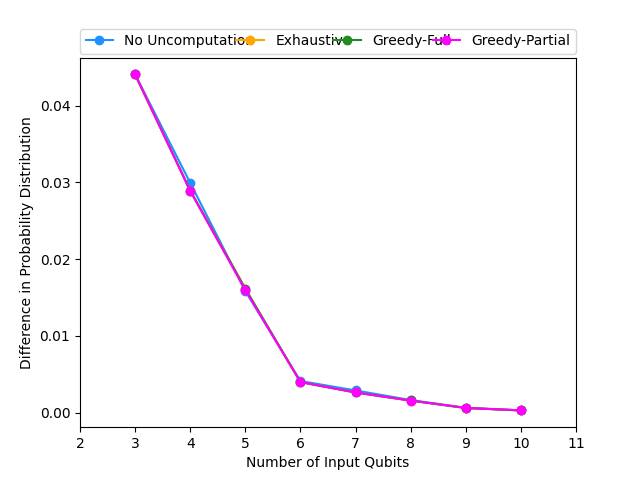 No Uncomputation Exhaustive Greedy-Full Greedy-Partial
Difference in Probability Distribution
0.04
0.03
0.02
0.01
0.00
2 3 4 5 6 7 8 9 10 11
Number of Input Qubits